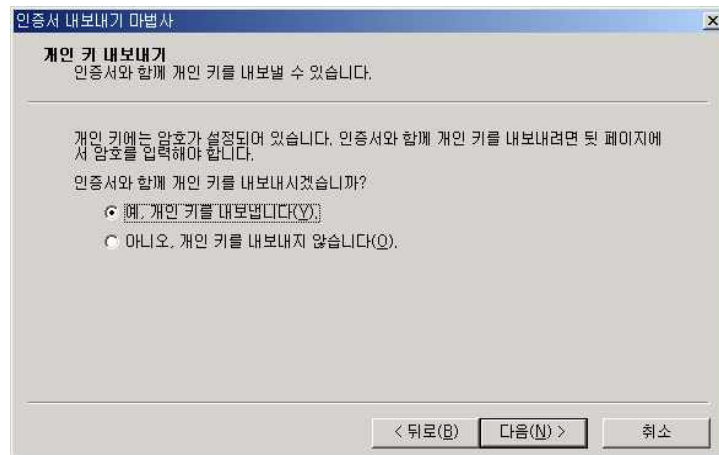 인증서 내보내기 마법사
개인 키 내보내기
인증서와 함께 개인 키를 내보낼 수 있습니다.
개인 키에는 암호가 설정되어 있습니다. 인증서와 함께 개인 키를 내보내려면 뒷 페이지에
서 암호를 입력해야 합니다.
인증서와 함께 개인 키를 내보내시겠습니까?
예, 개인 키를 내보냅니다(Y).
아니오, 개인 키를 내보내지 않습니다(O).
< 뒤로(B) 다음(N) > 취소